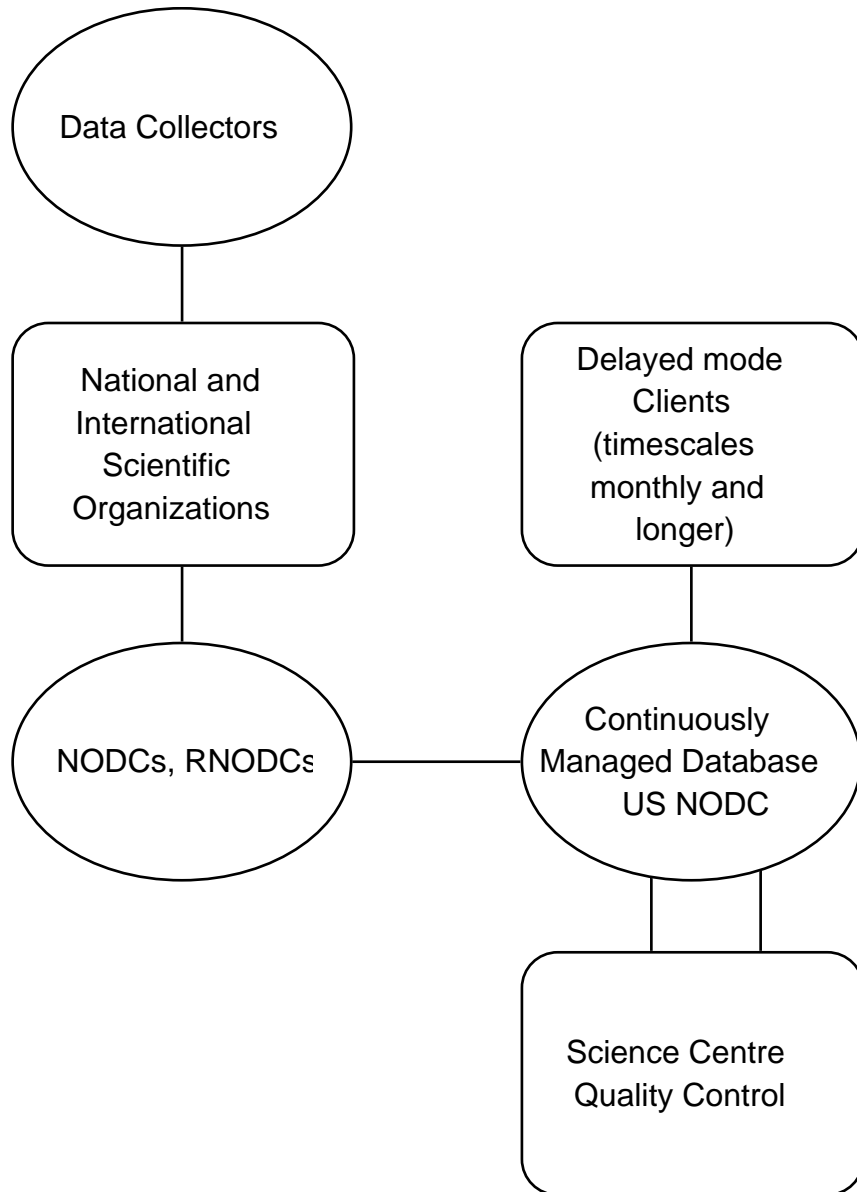 Data Collectors
National and
International
Scientific
Organizations
Delayed mode
Clients
(timescales
monthly and
longer)
NODCs, RNODCs
Continuously
Managed Database
US NODC
Science Centre
Quality Control